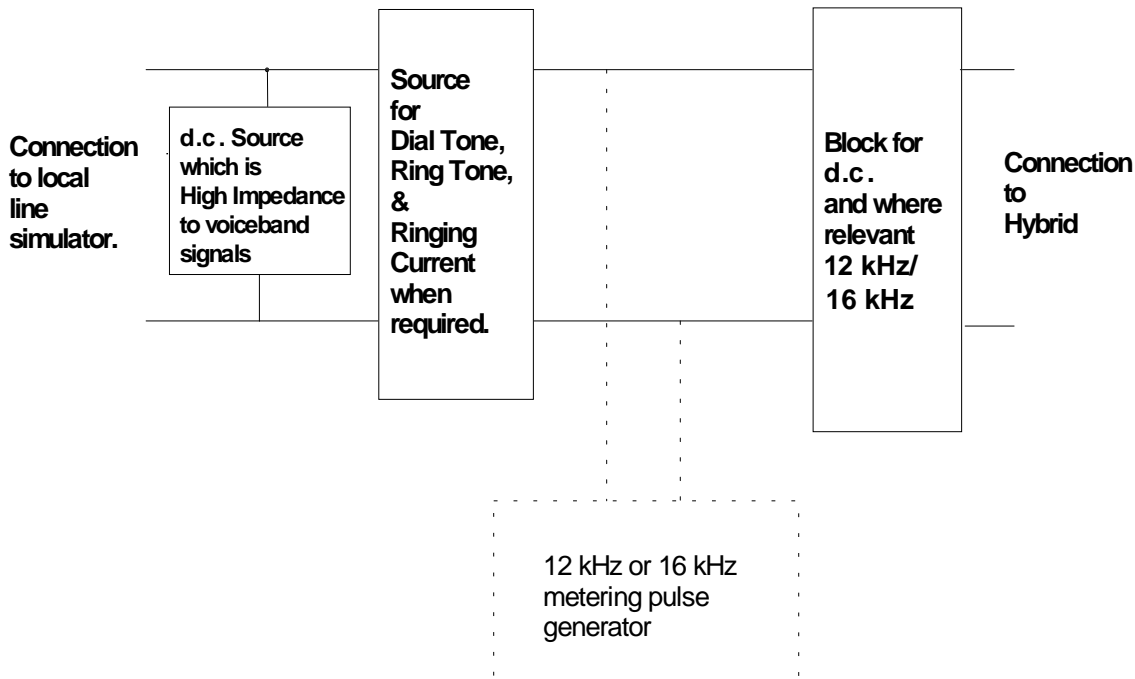 Connection
to local
line
simulator.
d.c. Source
which is
High Impedance
to voiceband
signals
Source
for
Dial Tone,
Ring Tone,
&
Ringing
Current
when
required.
Block for
d.c.
and where
relevant
12 kHz/
16 kHz
Connection
to
Hybrid
12 kHz or 16 kHz
metering pulse
generator